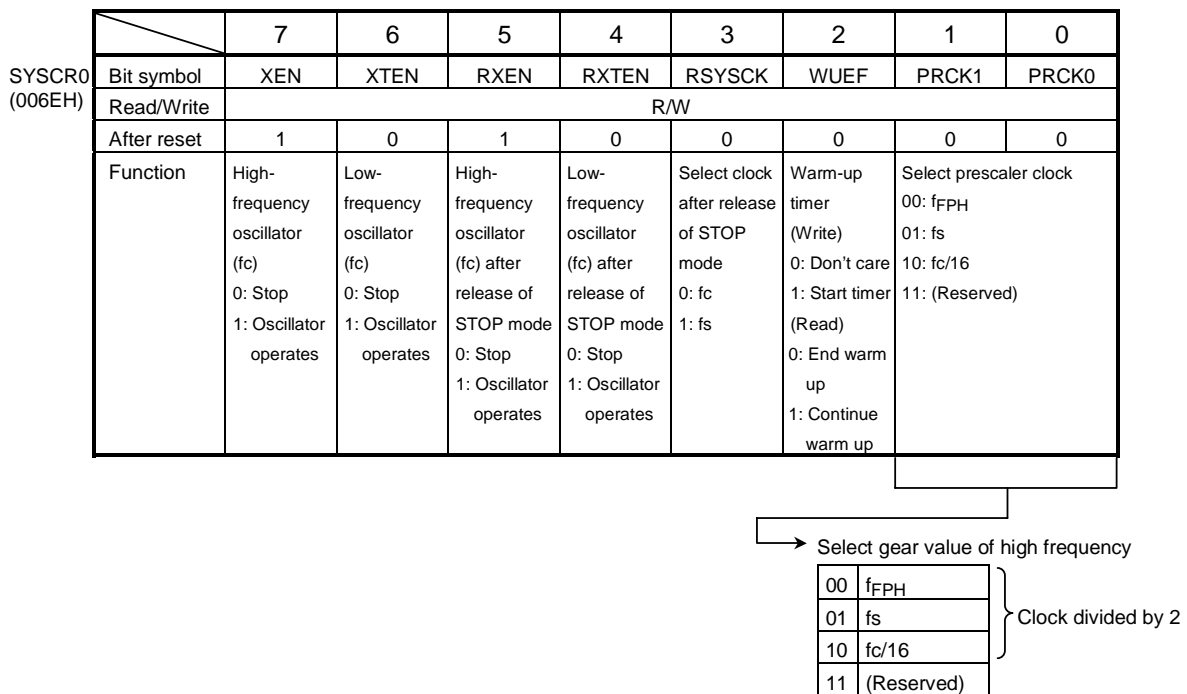 7 6 5 4 3 2 1 0
SYSCR0 Bit symbol XEN XTEN RXEN RXTEN RSYSCK WUEF PRCK1 PRCK0
(006EH) Read/Write R/W
After reset 1 0 1 0 0 0 0 0
Function High- Low- High- Low- Select clock Warm-up Select prescaler clock
frequency frequency frequency frequency after release timer 00: fFPH
oscillator oscillator oscillator oscillator of STOP (Write) 01: fs
(fc) (fc) (fc) after (fc) after mode 0: Don't care 10: fc/16
0: Stop 0: Stop release of release of 0: fc 1: Start timer 11: (Reserved)
1: Oscillator 1: Oscillator STOP mode STOP mode 1: fs (Read)
operates operates 0: Stop 0: Stop 0: End warm
1: Oscillator 1: Oscillator up
operates operates 1: Continue
warm up
Select gear value of high frequency
00 fFPH
01 fs Clock divided by 2
10 fc/16
11 (Reserved)